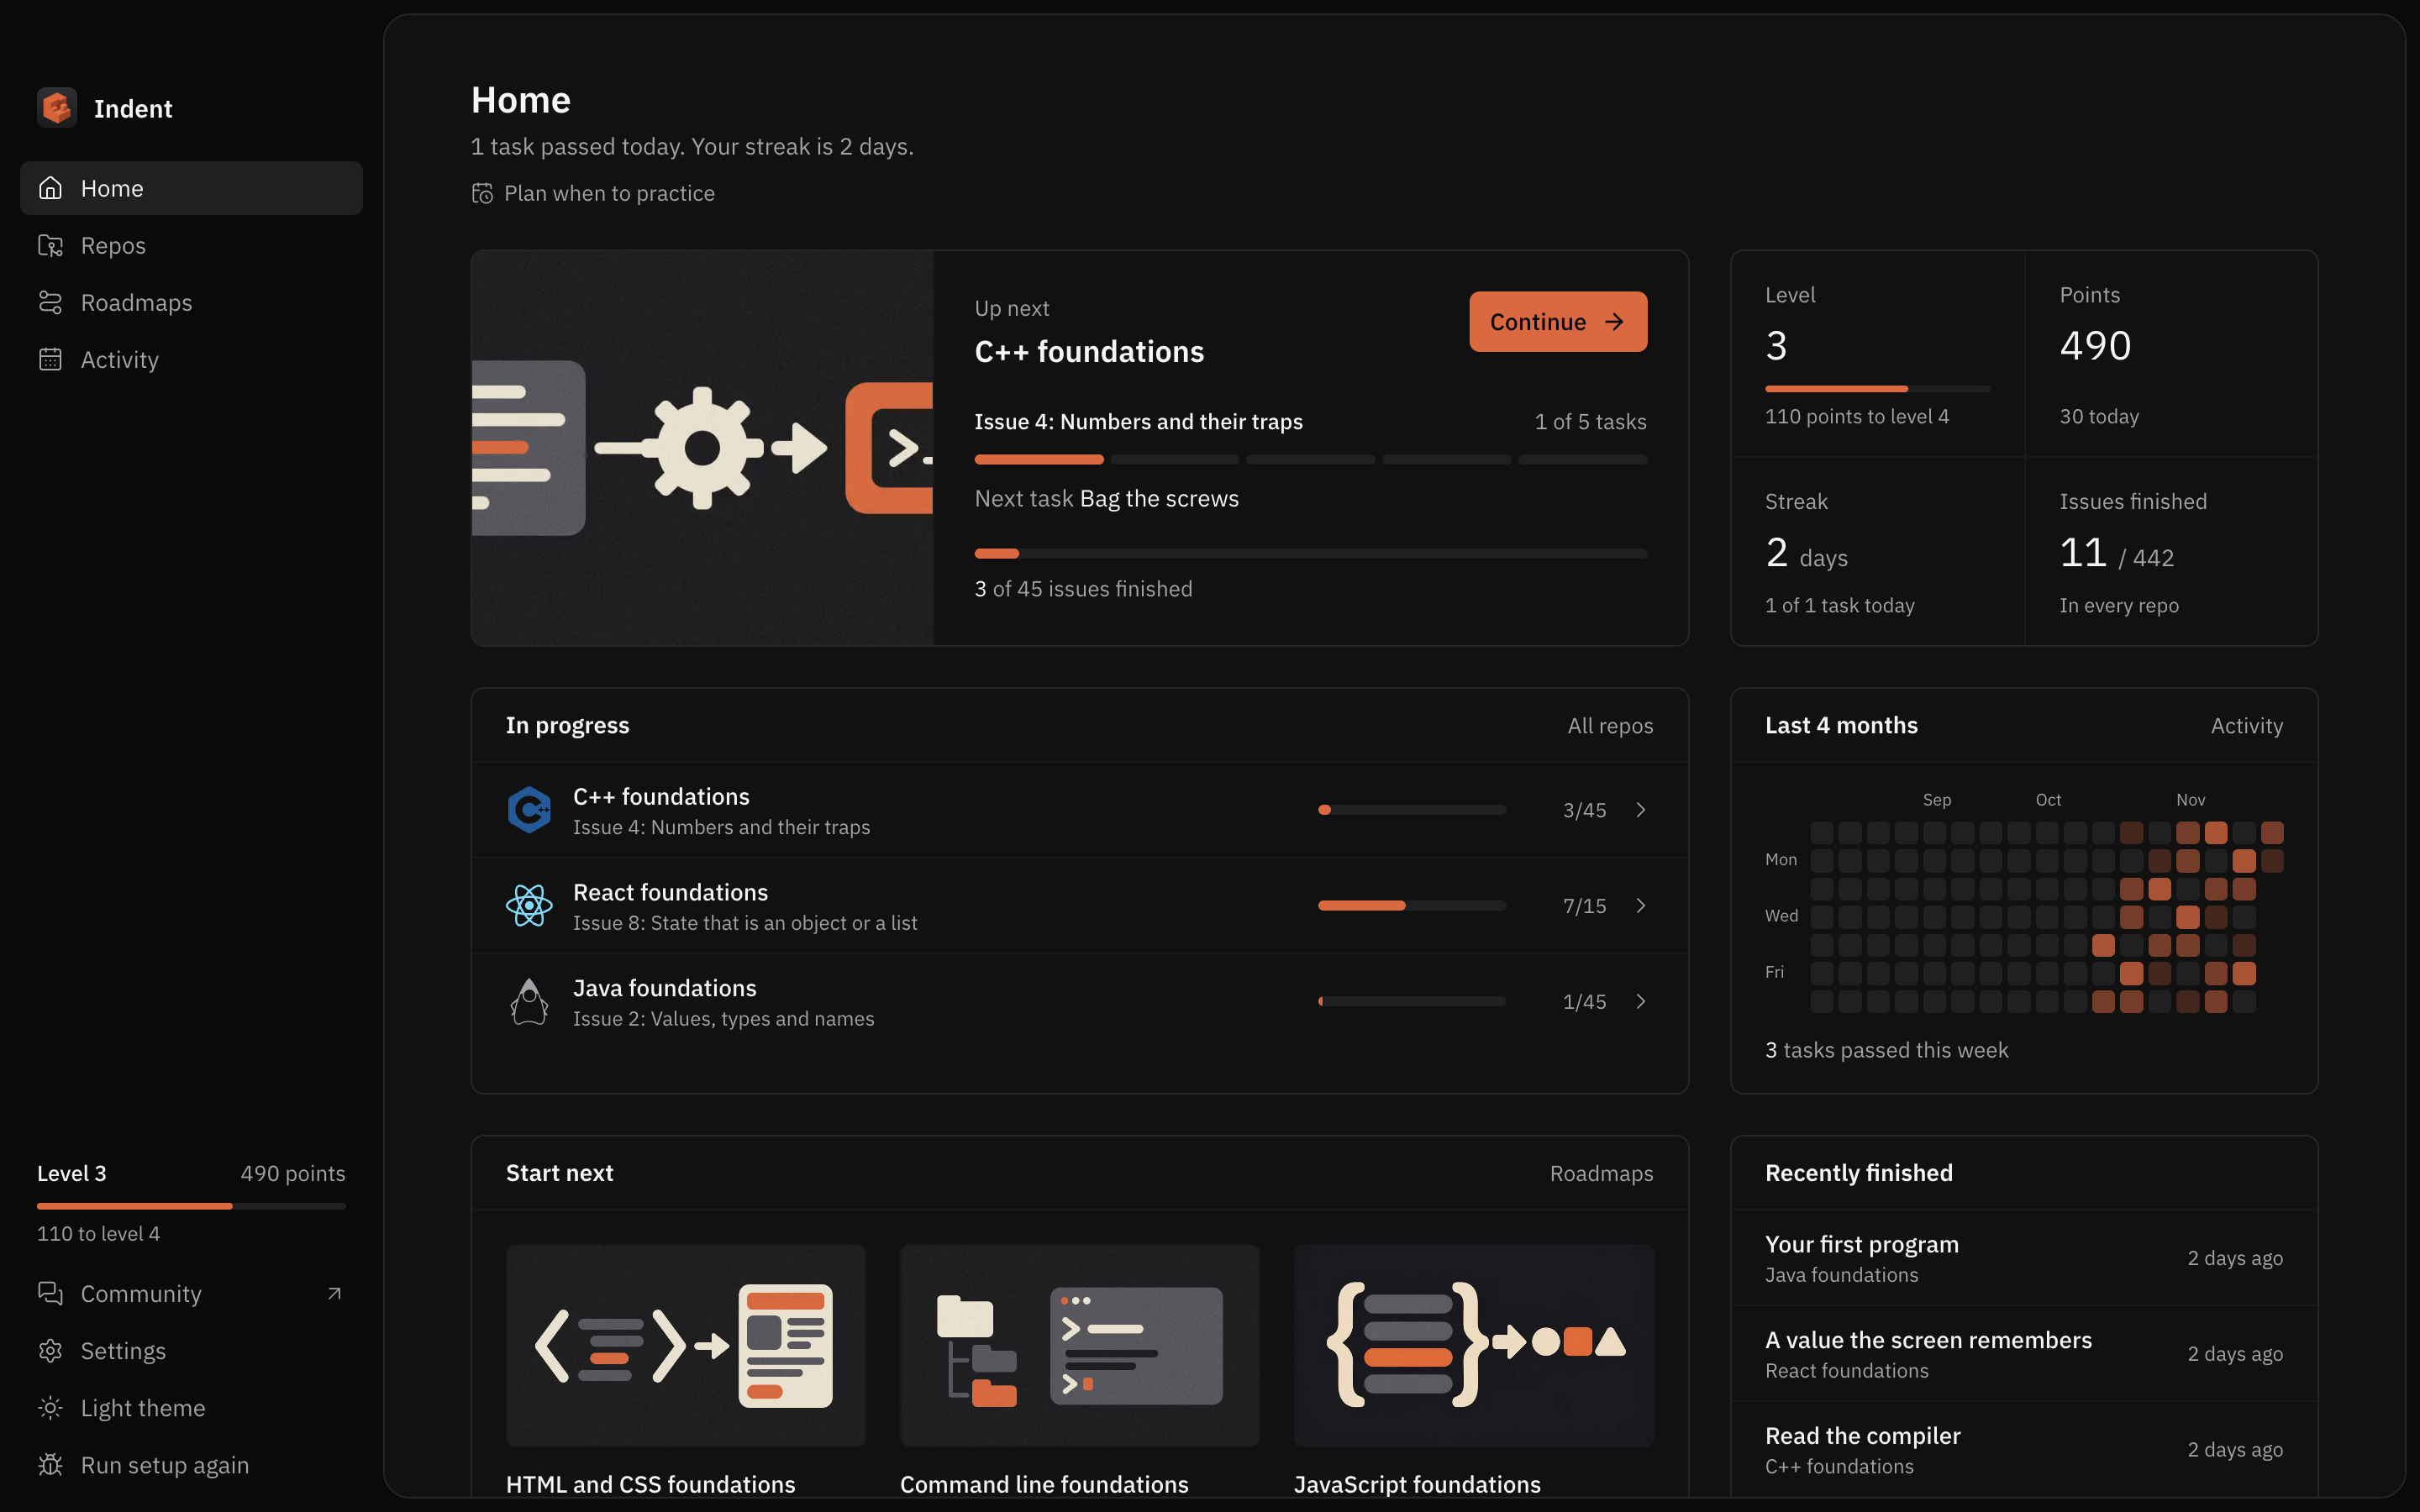 Indent
Home
Repos
Roadmaps
Activity
Level 3
490 points
110 to level 4
Community
Settings
Light theme
Run setup again
Home
1 task passed today. Your streak is 2 days.
Plan when to practice
Up next
C++ foundations
Continue
Issue 4: Numbers and their traps
1 of 5 tasks
Next task Bag the screws
3 of 45 issues finished
Level
3
110 points to level 4
Points
490
30 today
Streak
2 days
1 of 1 task today
Issues finished
11 / 442
In every repo
In progress
All repos
C++ foundations
Issue 4: Numbers and their traps
3/45
React foundations
Issue 8: State that is an object or a list
7/15
Java foundations
Issue 2: Values, types and names
1/45
Last 4 months
Activity
Sep Oct Nov
Mon
Wed
Fri
3 tasks passed this week
Start next
Roadmaps
HTML and CSS foundations
Command line foundations
JavaScript foundations
Recently finished
Your first program
Java foundations
2 days ago
A value the screen remembers
React foundations
2 days ago
Read the compiler
C++ foundations
2 days ago